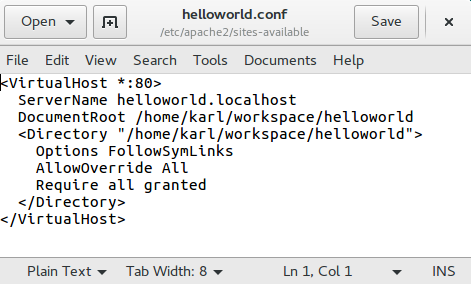 Open
helloworld.conf
/etc/apache2/sites-available
Save
File Edit View Search Tools Documents Help
<VirtualHost *:80>
  ServerName helloworld.localhost
  DocumentRoot /home/karl/workspace/helloworld
  <Directory "/home/karl/workspace/helloworld">
    Options FollowSymLinks
    AllowOverride All
    Require all granted
  </Directory>
</VirtualHost>
Plain Text Tab Width: 8 Ln 1, Col 1 INS